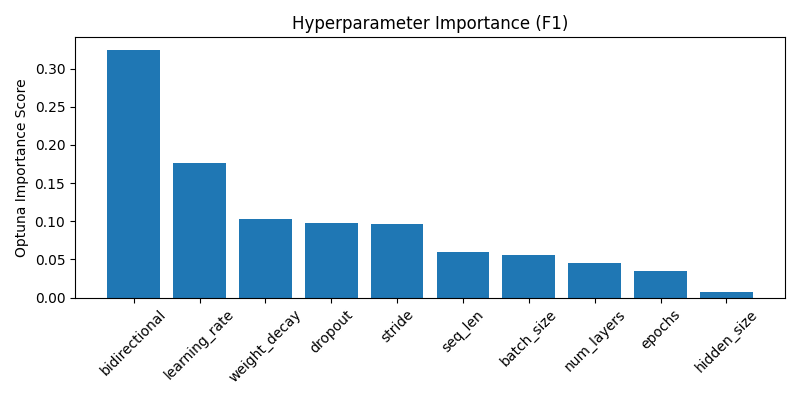 Hyperparameter Importance (F1)
Optuna Importance Score
0.30
0.25
0.20
0.15
0.10
0.05
0.00
bidirectional
learning_rate
weight_decay
dropout
stride
seq_len
batch_size
num_layers
epochs
hidden_size